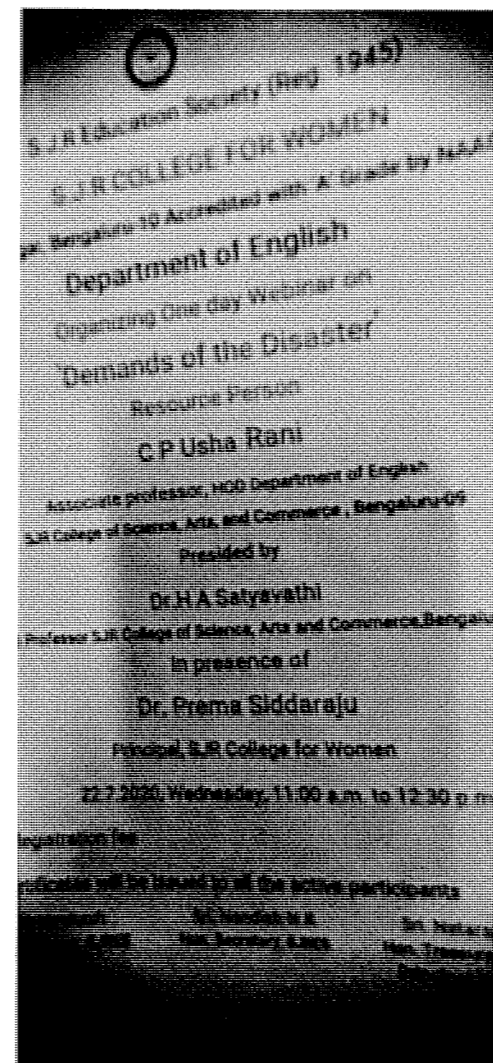 S J R Education Society (Reg. 1945)
S J R COLLEGE FOR WOMEN
Bengaluru-10 Accredited with 'A' Grade by NAAC
Department of English
Organizing One day Webinar on
'Demands of the Disaster'
Resource Person
C P Usha Rani
Associate professor, HOD Department of English
SJR College of Science, Arts, and Commerce , Bengaluru-09
Presided by
Dr.H A Satyavathi
Professor SJR College of Science, Arts and Commerce,Bengalu
In presence of
Dr. Prema Siddaraju
Principal, SJR College for Women
22.7.2020, Wednesday, 11:00 a.m. to 12:30 p.m
Registration fee
will be issued to all the active participants
Hon. Secretary
Hon.